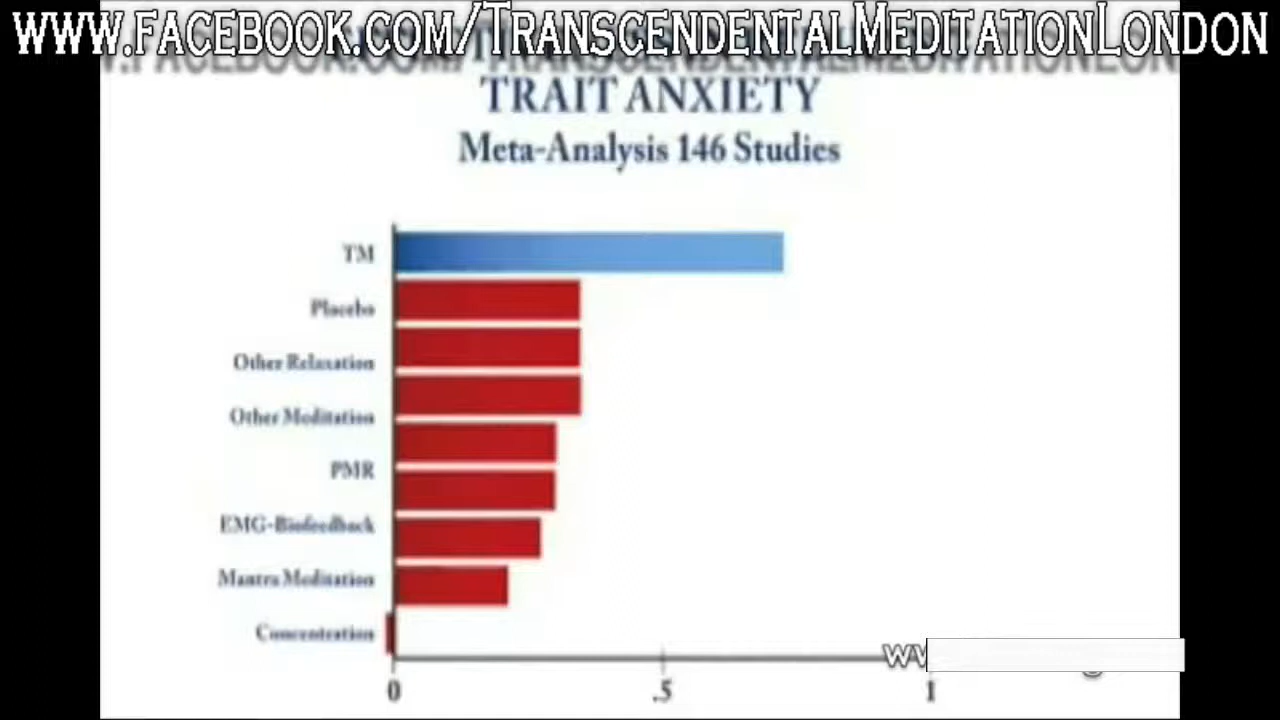 www.facebook.com/TranscendentalMeditationLondon
TRAIT ANXIETY
Meta-Analysis 146 Studies
TM
Placebo
Other Relaxation
Other Meditation
PMR
EMG-Biofeedback
Mantra Meditation
Concentration
0 .5 1